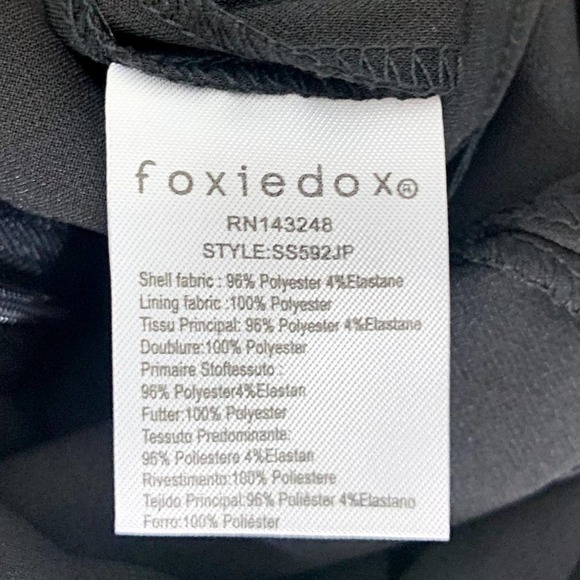 foxiedox®
RN143248
STYLE:SS592JP
Shell fabric : 96% Polyester 4%Elastane
Lining fabric :100% Polyester
Tissu Principal: 96% Polyester 4%Elastane
Doublure:100% Polyester
Primaire Stoftessuto :
96% Polyester4%Elastan
Futter:100% Polyester
Tessuto Predominante:
96% Poliestere 4%Elastan
Rivestimento:100% Poliestere
Tejido Principal:96% Poliéster 4%Elastano
Forro:100% Poliéster